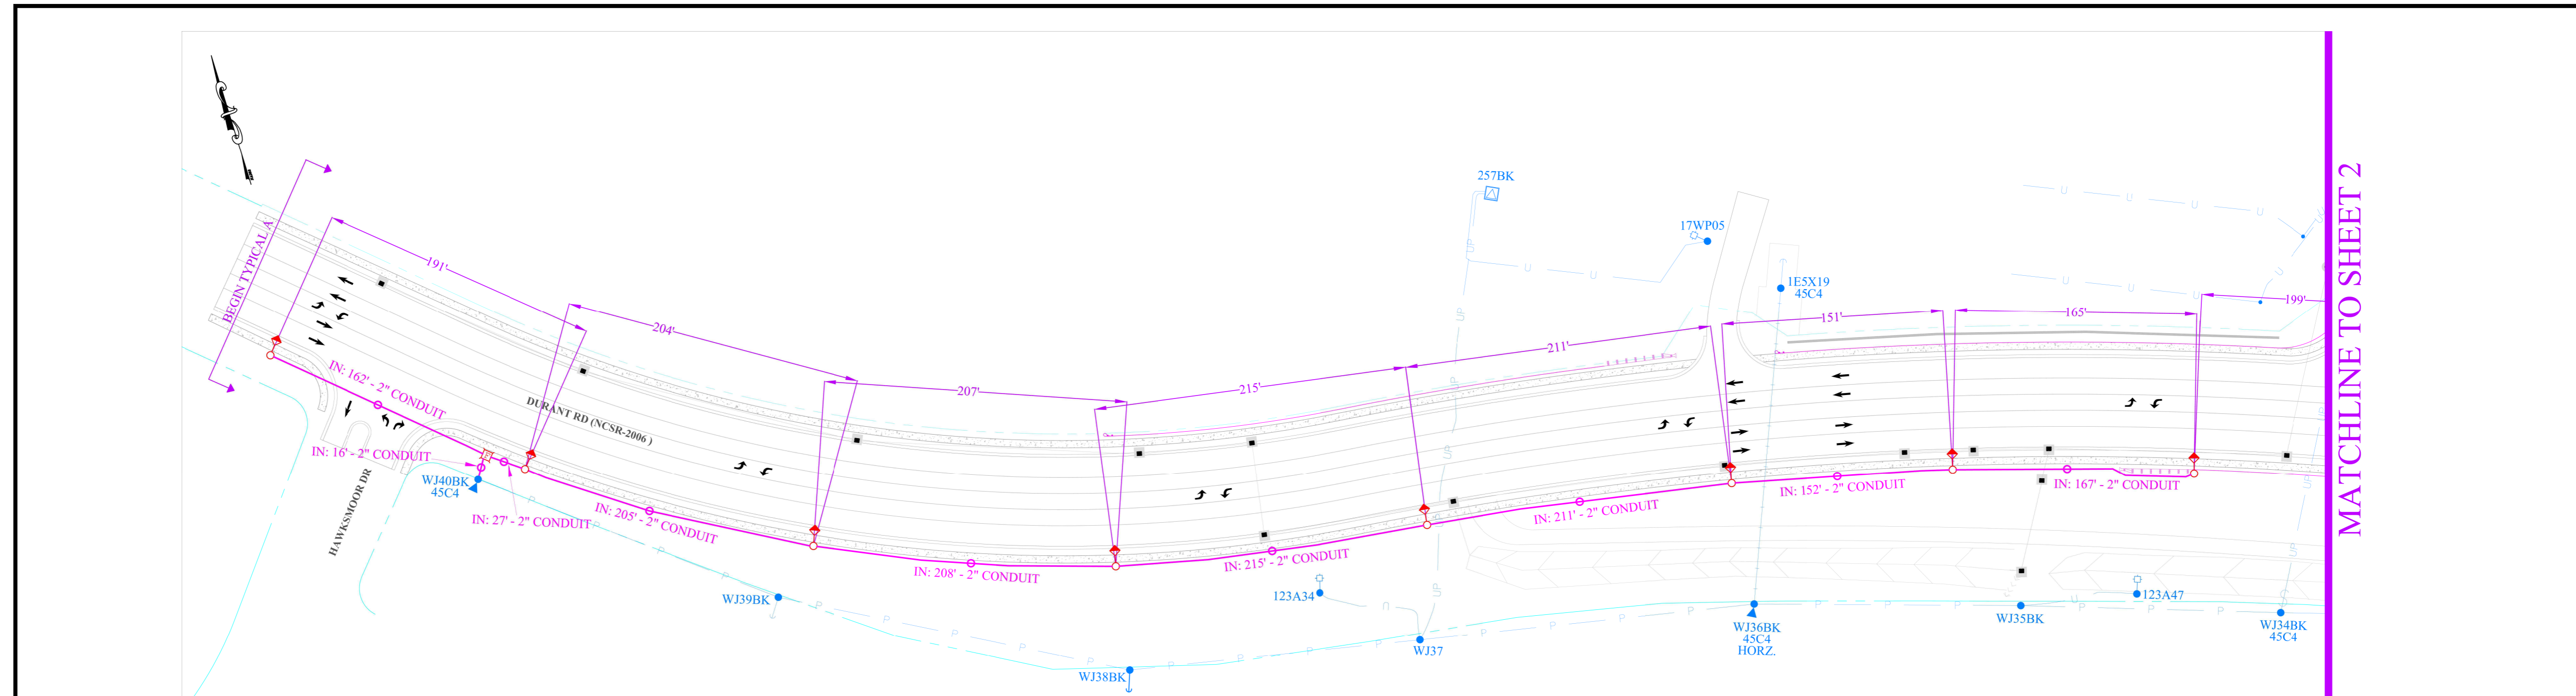 257BK
17WP05
1E5X19
45C4
BEGIN TYPICAL A
191'
204'
207'
215'
211'
151'
165'
199'
MATCHLINE TO SHEET 2
DURANT RD (NCSR-2006 )
HAWKSMOOR DR
IN: 162' - 2" CONDUIT
IN: 16' - 2" CONDUIT
WJ40BK
45C4
IN: 27' - 2" CONDUIT
IN: 205' - 2" CONDUIT
IN: 208' - 2" CONDUIT
IN: 215' - 2" CONDUIT
IN: 211' - 2" CONDUIT
IN: 152' - 2" CONDUIT
IN: 167' - 2" CONDUIT
WJ39BK
123A34
123A47
WJ38BK
WJ37
WJ36BK
45C4
HORZ.
WJ35BK
WJ34BK
45C4